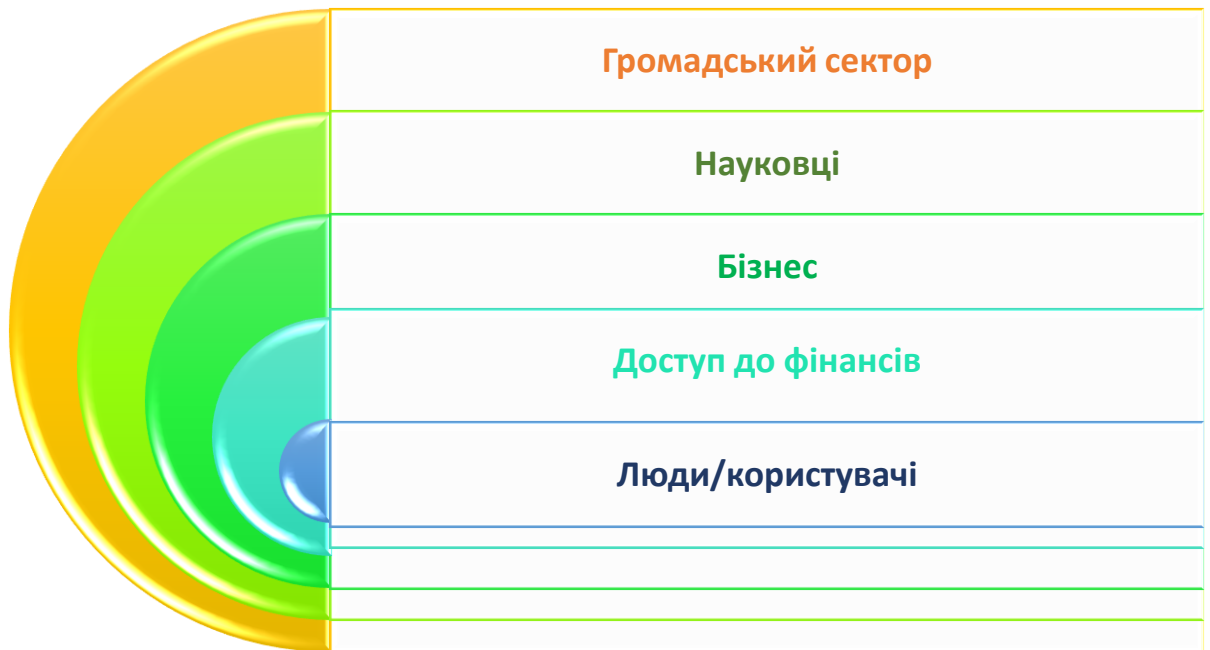 Громадський сектор
Науковці
Бізнес
Доступ до фінансів
Люди/користувачі